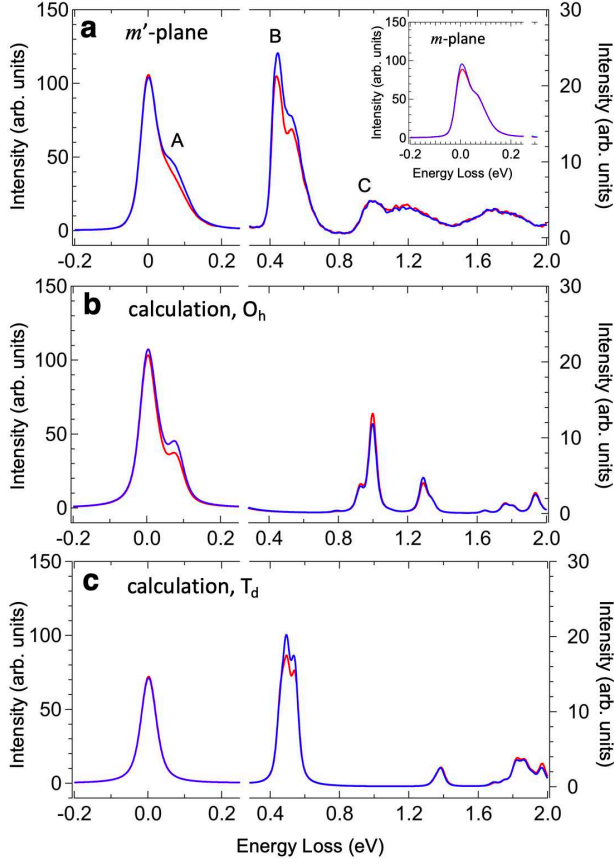 a
m'-plane
A
B
C
m-plane
150
100
50
0
Intensity (arb. units)
-0.2 0.0 0.2
Energy Loss (eV)
150
100
50
0
Intensity (arb. units)
30
20
10
0
Intensity (arb. units)
-0.2 0 0.2 0.4 0.8 1.2 1.6 2.0
b
calculation, Oh
150
100
50
0
Intensity (arb. units)
30
20
10
0
Intensity (arb. units)
-0.2 0.0 0.2 0.4 0.8 1.2 1.6 2.0
c
calculation, Td
150
100
50
0
Intensity (arb. units)
30
20
10
0
Intensity (arb. units)
-0.2 0 0.2 0.4 0.8 1.2 1.6 2.0
Energy Loss (eV)